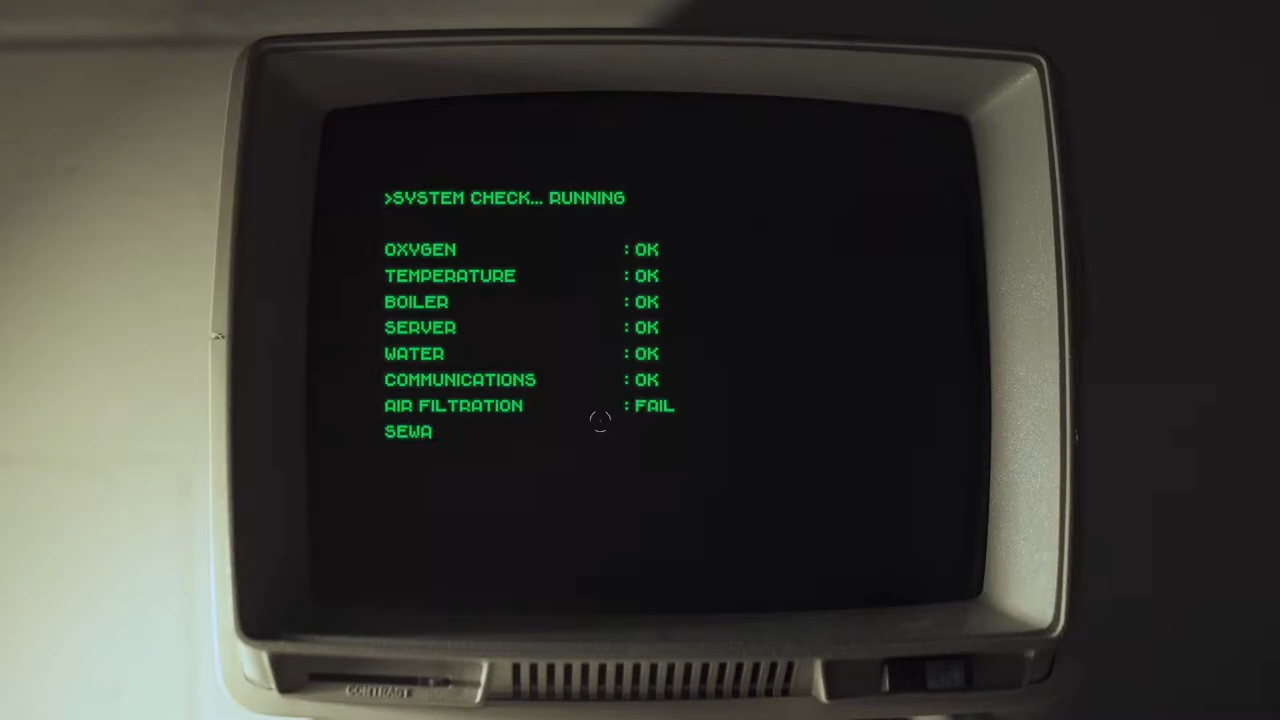 >SYSTEM CHECK... RUNNING
OXYGEN : OK
TEMPERATURE : OK
BOILER : OK
SERVER : OK
WATER : OK
COMMUNICATIONS : OK
AIR FILTRATION : FAIL
SEWA
CONTRAST